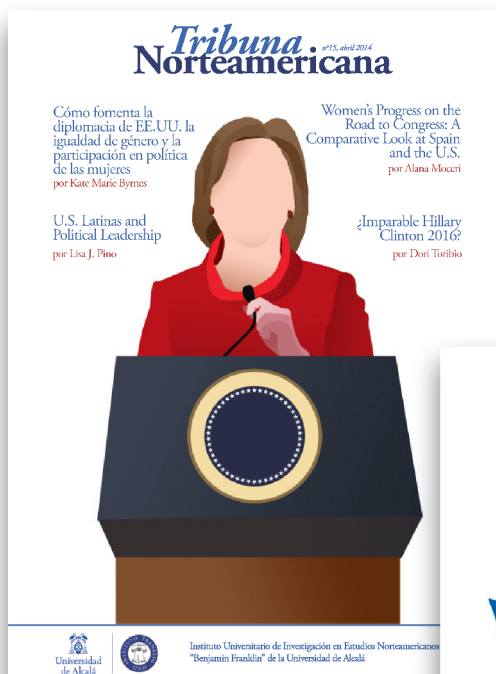 Tribuna
Norteamericana
nº15, abril 2014
Cómo fomenta la
diplomacia de EE.UU. la
igualdad de género y la
participación en política
de las mujeres
por Kate Marie Byrnes
Women's Progress on the
Road to Congress: A
Comparative Look at Spain
and the U.S.
por Alana Moceri
U.S. Latinas and
Political Leadership
por Lisa J. Pino
¿Imparable Hillary
Clinton 2016?
por Dori Toribio
Universidad
de Alcalá
Instituto Universitario de Investigación en Estudios Norteamericanos
"Benjamin Franklin" de la Universidad de Alcalá